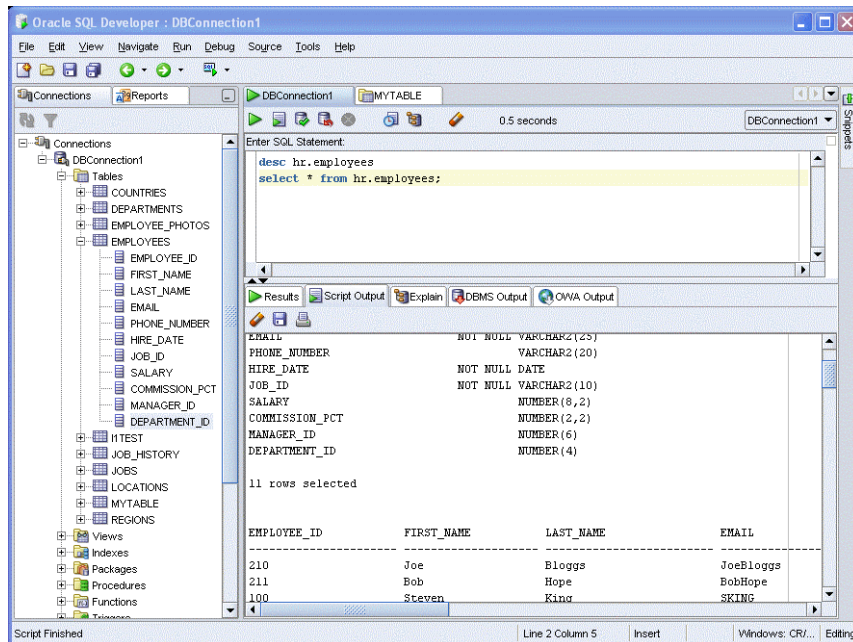 Oracle SQL Developer : DBConnection1
File Edit View Navigate Run Debug Source Tools Help
Connections Reports
Connections
DBConnection1
Tables
COUNTRIES
DEPARTMENTS
EMPLOYEE_PHOTOS
EMPLOYEES
EMPLOYEE_ID
FIRST_NAME
LAST_NAME
EMAIL
PHONE_NUMBER
HIRE_DATE
JOB_ID
SALARY
COMMISSION_PCT
MANAGER_ID
DEPARTMENT_ID
I1TEST
JOB_HISTORY
JOBS
LOCATIONS
MYTABLE
REGIONS
Views
Indexes
Packages
Procedures
Functions
Triggers
DBConnection1 MYTABLE
0.5 seconds DBConnection1
Enter SQL Statement:
desc hr.employees
select * from hr.employees;
Results Script Output Explain DBMS Output OWA Output
EMAIL NOT NULL VARCHAR2(25)
PHONE_NUMBER VARCHAR2(20)
HIRE_DATE NOT NULL DATE
JOB_ID NOT NULL VARCHAR2(10)
SALARY NUMBER(8,2)
COMMISSION_PCT NUMBER(2,2)
MANAGER_ID NUMBER(6)
DEPARTMENT_ID NUMBER(4)
11 rows selected
EMPLOYEE_ID FIRST_NAME LAST_NAME EMAIL
210 Joe Bloggs JoeBloggs
211 Bob Hope BobHope
100 Steven King SKING
Snippets
Script Finished Line 2 Column 5 Insert Windows: CR/... Editing